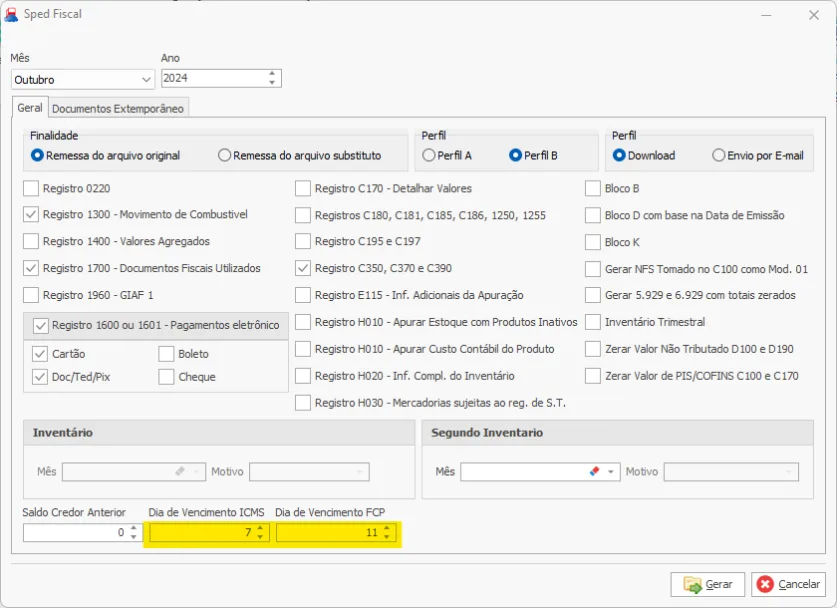 Sped Fiscal
Mês Ano
Outubro 2024
Geral Documentos Extemporâneo
Finalidade Perfil Perfil
Remessa do arquivo original Remessa do arquivo substituto Perfil A Perfil B Download Envio por E-mail
Registro 0220 Registro C170 - Detalhar Valores Bloco B
Registro 1300 - Movimento de Combustivel Registros C180, C181, C185, C186, 1250, 1255 Bloco D com base na Data de Emissão
Registro 1400 - Valores Agregados Registro C195 e C197 Bloco K
Registro 1700 - Documentos Fiscais Utilizados Registro C350, C370 e C390 Gerar NFS Tomado no C100 como Mod. 01
Registro 1960 - GIAF 1 Registro E115 - Inf. Adicionais da Apuração Gerar 5.929 e 6.929 com totais zerados
Registro 1600 ou 1601 - Pagamentos eletrônico Registro H010 - Apurar Estoque com Produtos Inativos Inventário Trimestral
Cartão Boleto Registro H010 - Apurar Custo Contábil do Produto Zerar Valor Não Tributado D100 e D190
Doc/Ted/Pix Cheque Registro H020 - Inf. Compl. do Inventário Zerar Valor de PIS/COFINS C100 e C170
Registro H030 - Mercadorias sujeitas ao reg. de S.T.
Inventário Segundo Inventario
Mês Motivo Mês Motivo
Saldo Credor Anterior Dia de Vencimento ICMS Dia de Vencimento FCP
0 7 11
Gerar Cancelar